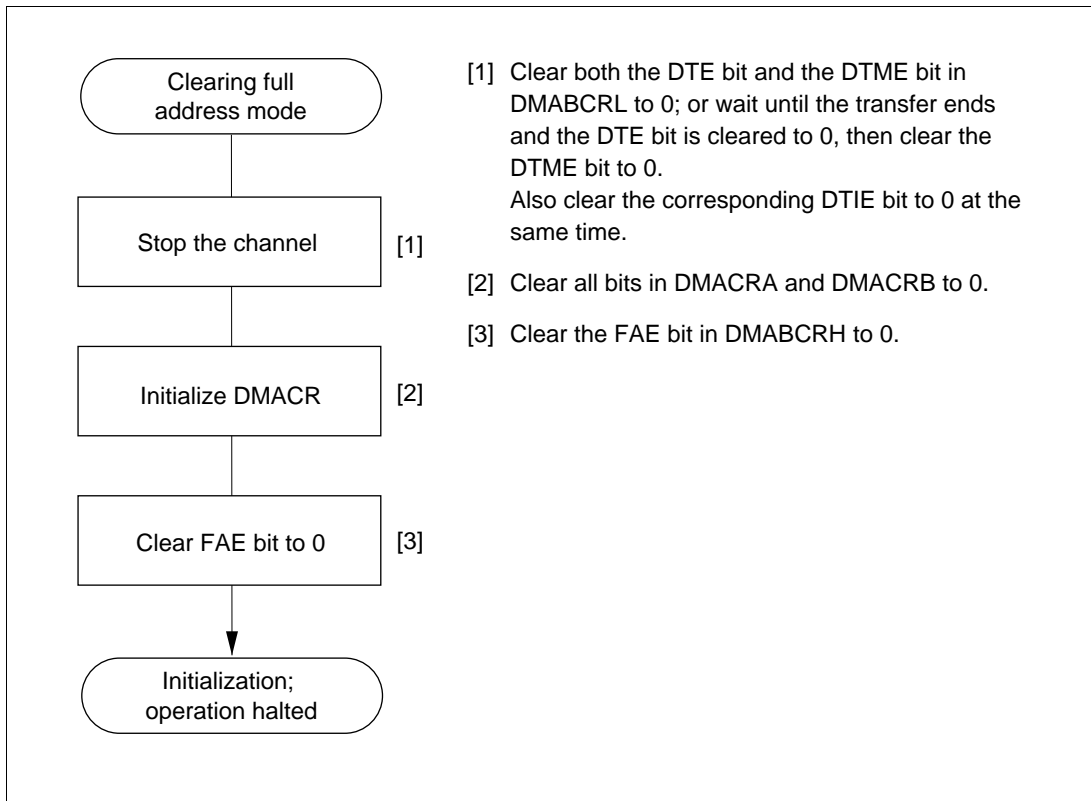 Clearing full
address mode
Stop the channel
[1]
Initialize DMACR
[2]
Clear FAE bit to 0
[3]
Initialization;
operation halted
[1] Clear both the DTE bit and the DTME bit in
DMABCRL to 0; or wait until the transfer ends
and the DTE bit is cleared to 0, then clear the
DTME bit to 0.
Also clear the corresponding DTIE bit to 0 at the
same time.
[2] Clear all bits in DMACRA and DMACRB to 0.
[3] Clear the FAE bit in DMABCRH to 0.